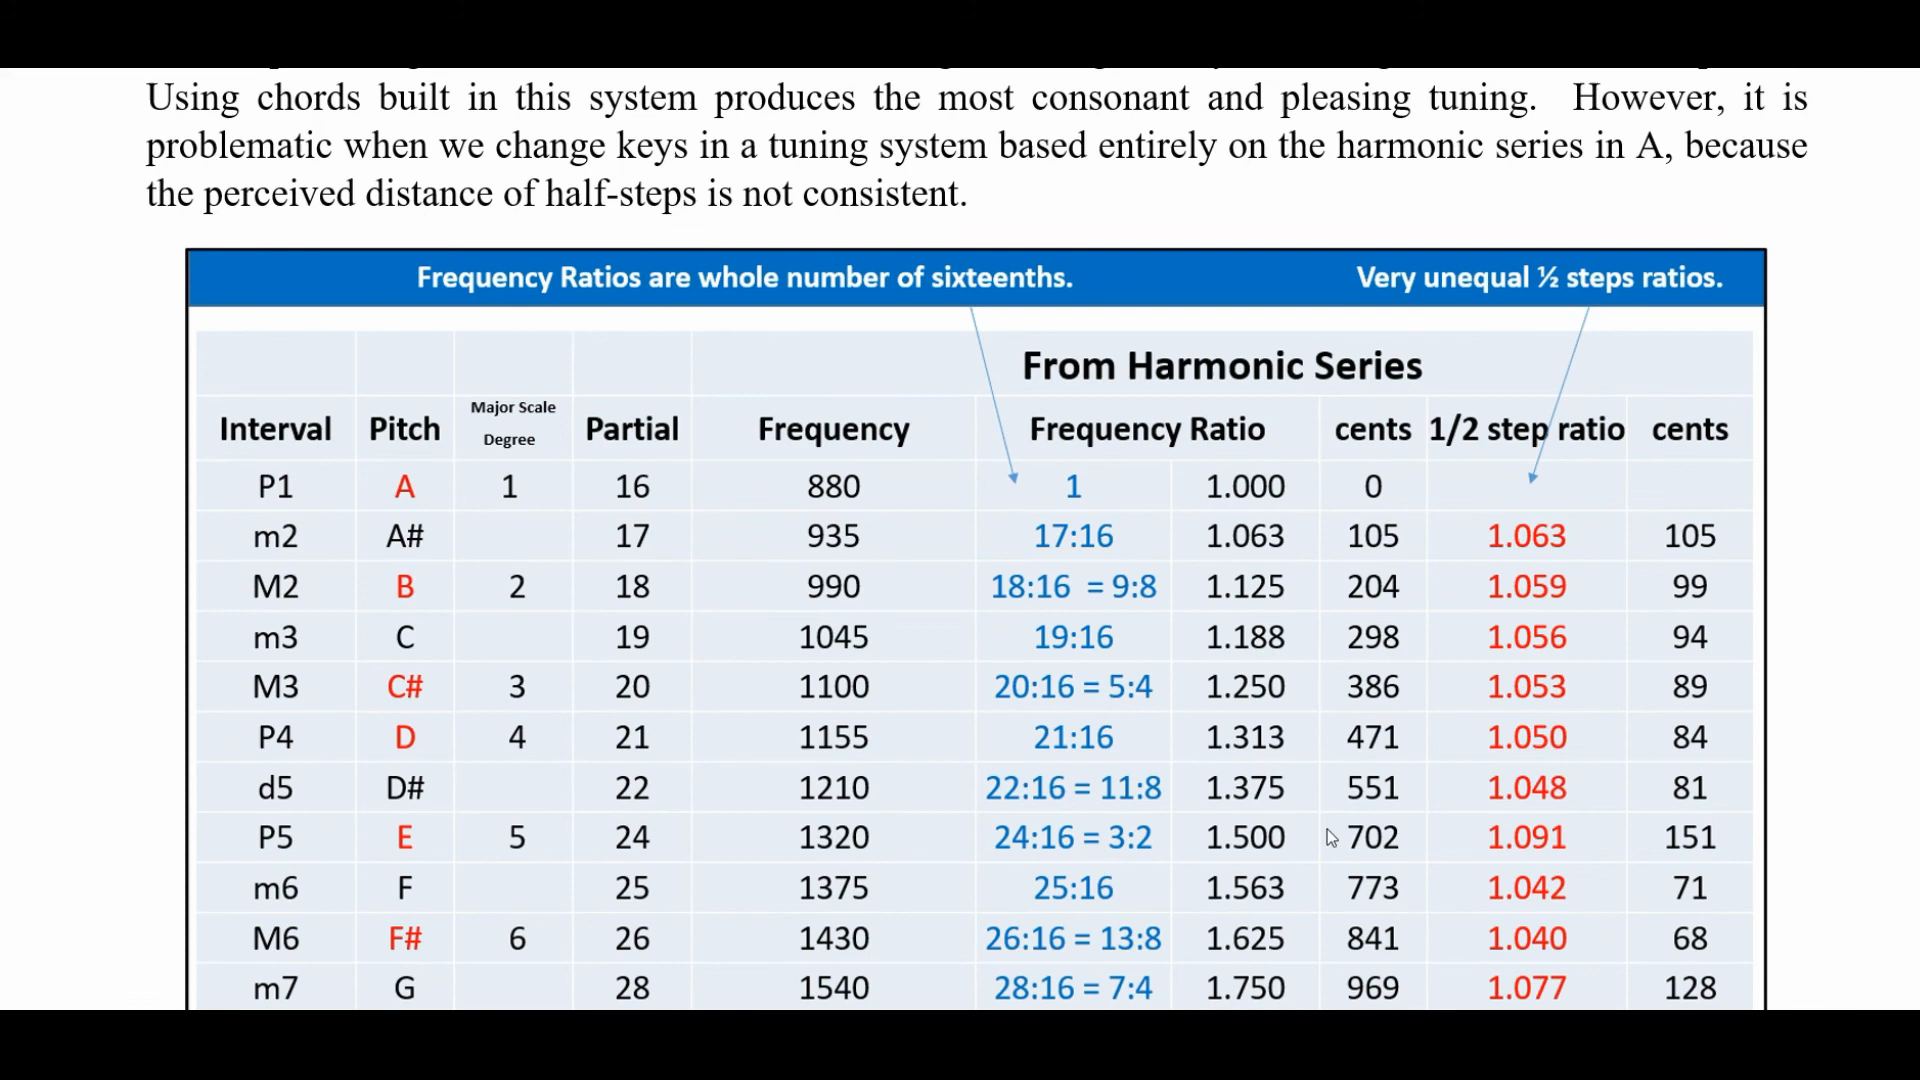 Using chords built in this system produces the most consonant and pleasing tuning. However, it is
problematic when we change keys in a tuning system based entirely on the harmonic series in A, because
the perceived distance of half-steps is not consistent.
Frequency Ratios are whole number of sixteenths. Very unequal ½ steps ratios.
From Harmonic Series
Interval Pitch Major Scale Degree Partial Frequency Frequency Ratio cents 1/2 step ratio cents
P1 A 1 16 880 1 1.000 0
m2 A# 17 935 17:16 1.063 105 1.063 105
M2 B 2 18 990 18:16 = 9:8 1.125 204 1.059 99
m3 C 19 1045 19:16 1.188 298 1.056 94
M3 C# 3 20 1100 20:16 = 5:4 1.250 386 1.053 89
P4 D 4 21 1155 21:16 1.313 471 1.050 84
d5 D# 22 1210 22:16 = 11:8 1.375 551 1.048 81
P5 E 5 24 1320 24:16 = 3:2 1.500 702 1.091 151
m6 F 25 1375 25:16 1.563 773 1.042 71
M6 F# 6 26 1430 26:16 = 13:8 1.625 841 1.040 68
m7 G 28 1540 28:16 = 7:4 1.750 969 1.077 128